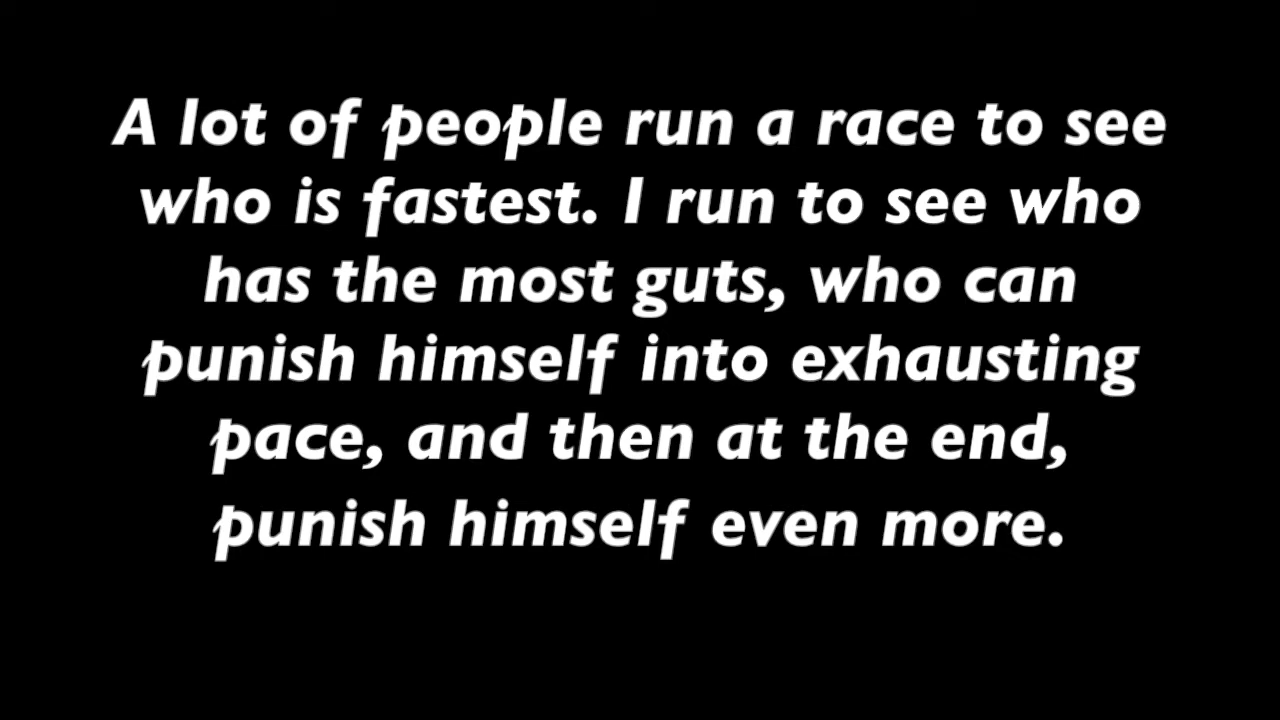 A lot of people run a race to see
who is fastest. I run to see who
has the most guts, who can
punish himself into exhausting
pace, and then at the end,
punish himself even more.